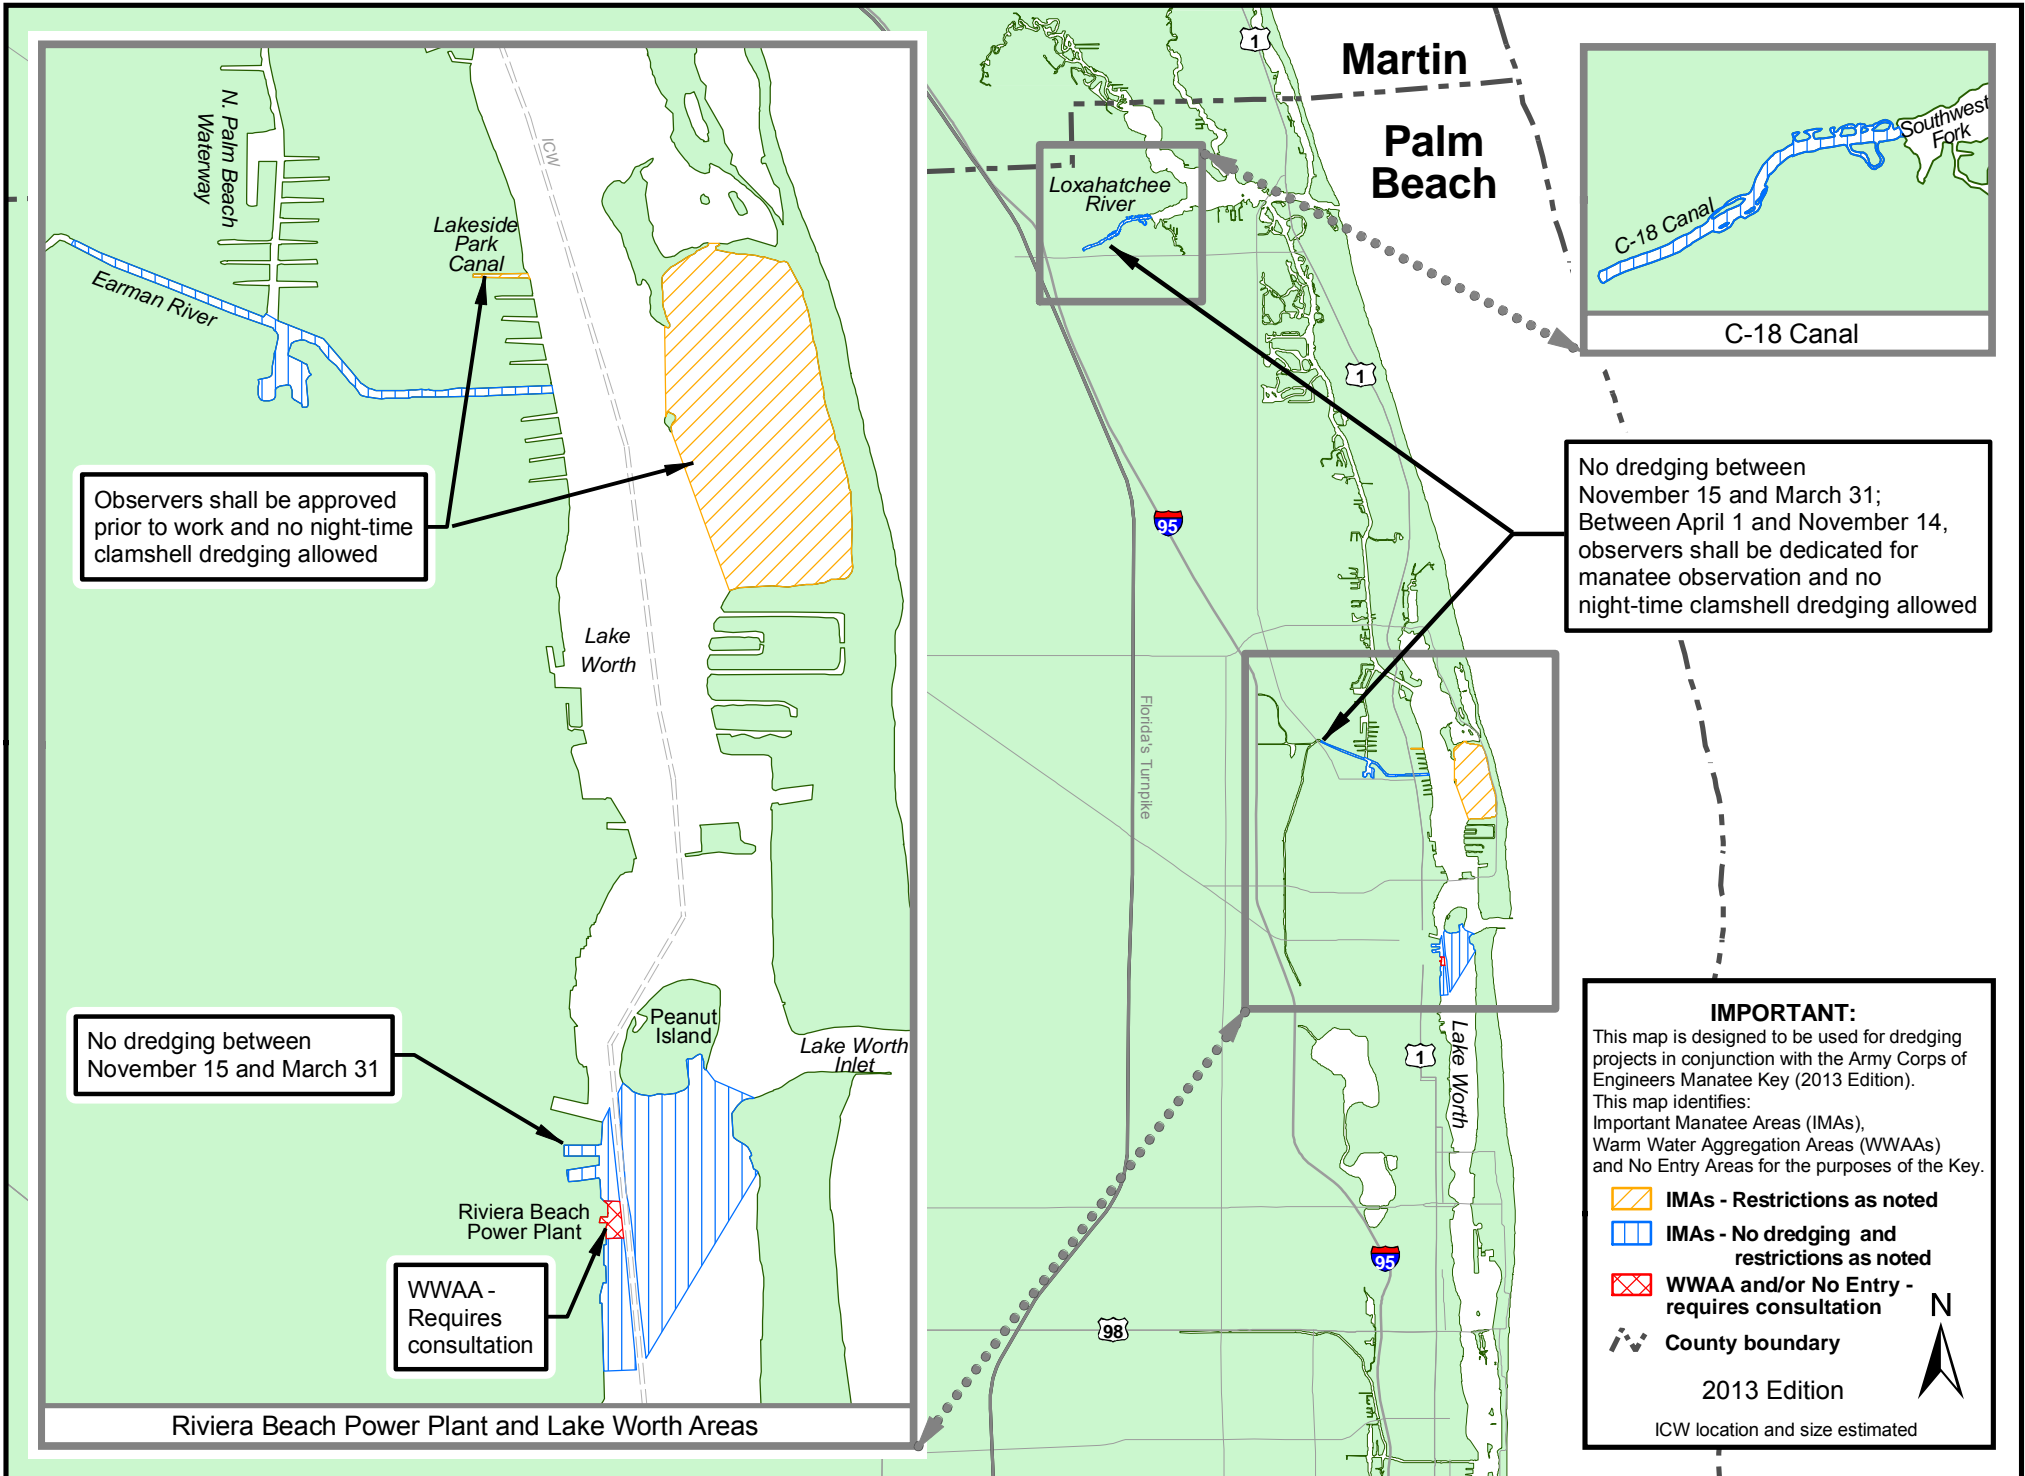 N. Palm Beach
Waterway
ICW
Lakeside
Park
Canal
Earman River
Observers shall be approved
prior to work and no night-time
clamshell dredging allowed
Lake
Worth
No dredging between
November 15 and March 31
Peanut
Island
Lake Worth
Inlet
Riviera Beach
Power Plant
WWAA -
Requires
consultation
Riviera Beach Power Plant and Lake Worth Areas
1
Martin
Palm
Beach
Loxahatchee
River
1
95
Florida's Turnpike
Lake Worth
1
95
98
Southwest
Fork
C-18 Canal
C-18 Canal
No dredging between
November 15 and March 31;
Between April 1 and November 14,
observers shall be dedicated for
manatee observation and no
night-time clamshell dredging allowed
IMPORTANT:
This map is designed to be used for dredging
projects in conjunction with the Army Corps of
Engineers Manatee Key (2013 Edition).
This map identifies:
Important Manatee Areas (IMAs),
Warm Water Aggregation Areas (WWAAs)
and No Entry Areas for the purposes of the Key.
IMAs - Restrictions as noted
IMAs - No dredging and
restrictions as noted
WWAA and/or No Entry -
requires consultation
County boundary
N
2013 Edition
ICW location and size estimated